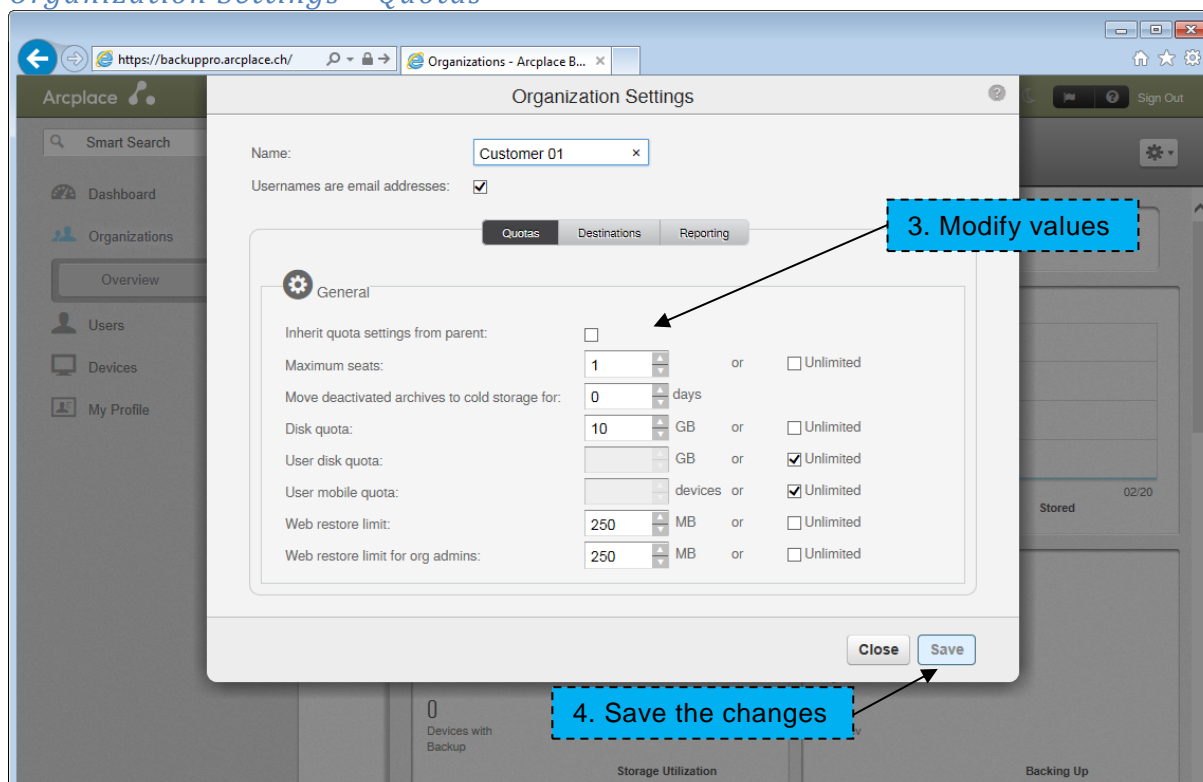 Organization Settings - Quotas
https://backuppro.arcplace.ch/
Organizations - Arcplace B...
Arcplace
Organization Settings
Sign Out
Smart Search
Name:
Customer 01
Usernames are email addresses:
Dashboard
Organizations
Quotas Destinations Reporting
3. Modify values
Overview
General
Users
Inherit quota settings from parent:
Devices
Maximum seats: 1 or Unlimited
Move deactivated archives to cold storage for: 0 days
My Profile
Disk quota: 10 GB or Unlimited
User disk quota: GB or Unlimited
User mobile quota: devices or Unlimited
02/20
Stored
Web restore limit: 250 MB or Unlimited
Web restore limit for org admins: 250 MB or Unlimited
Close Save
0
4. Save the changes
Devices with
Backup
Storage Utilization
Backing Up